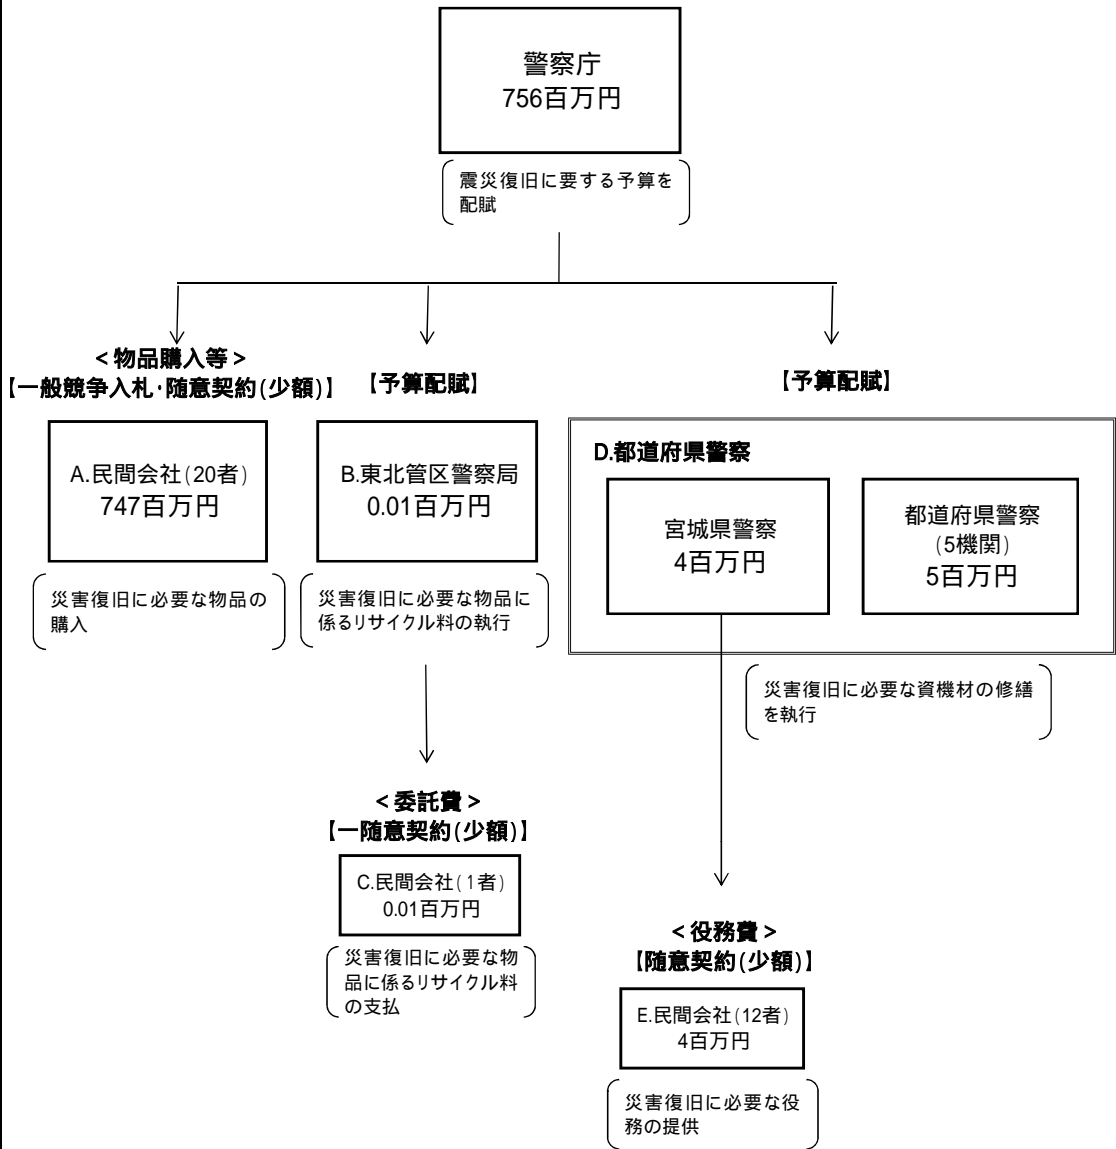 警察庁
756百万円
震災復旧に要する予算を
配賦
<物品購入等>
【一般競争入札・随意契約(少額)】
【予算配賦】
【予算配賦】
A.民間会社(20者)
747百万円
災害復旧に必要な物品の
購入
B.東北管区警察局
0.01百万円
災害復旧に必要な物品に
係るリサイクル料の執行
D.都道府県警察
宮城県警察
4百万円
都道府県警察
(5機関)
5百万円
災害復旧に必要な資機材の修繕
を執行
<委託費>
【一随意契約(少額)】
C.民間会社(1者)
0.01百万円
災害復旧に必要な物
品に係るリサイクル料
の支払
<役務費>
【随意契約(少額)】
E.民間会社(12者)
4百万円
災害復旧に必要な役
務の提供